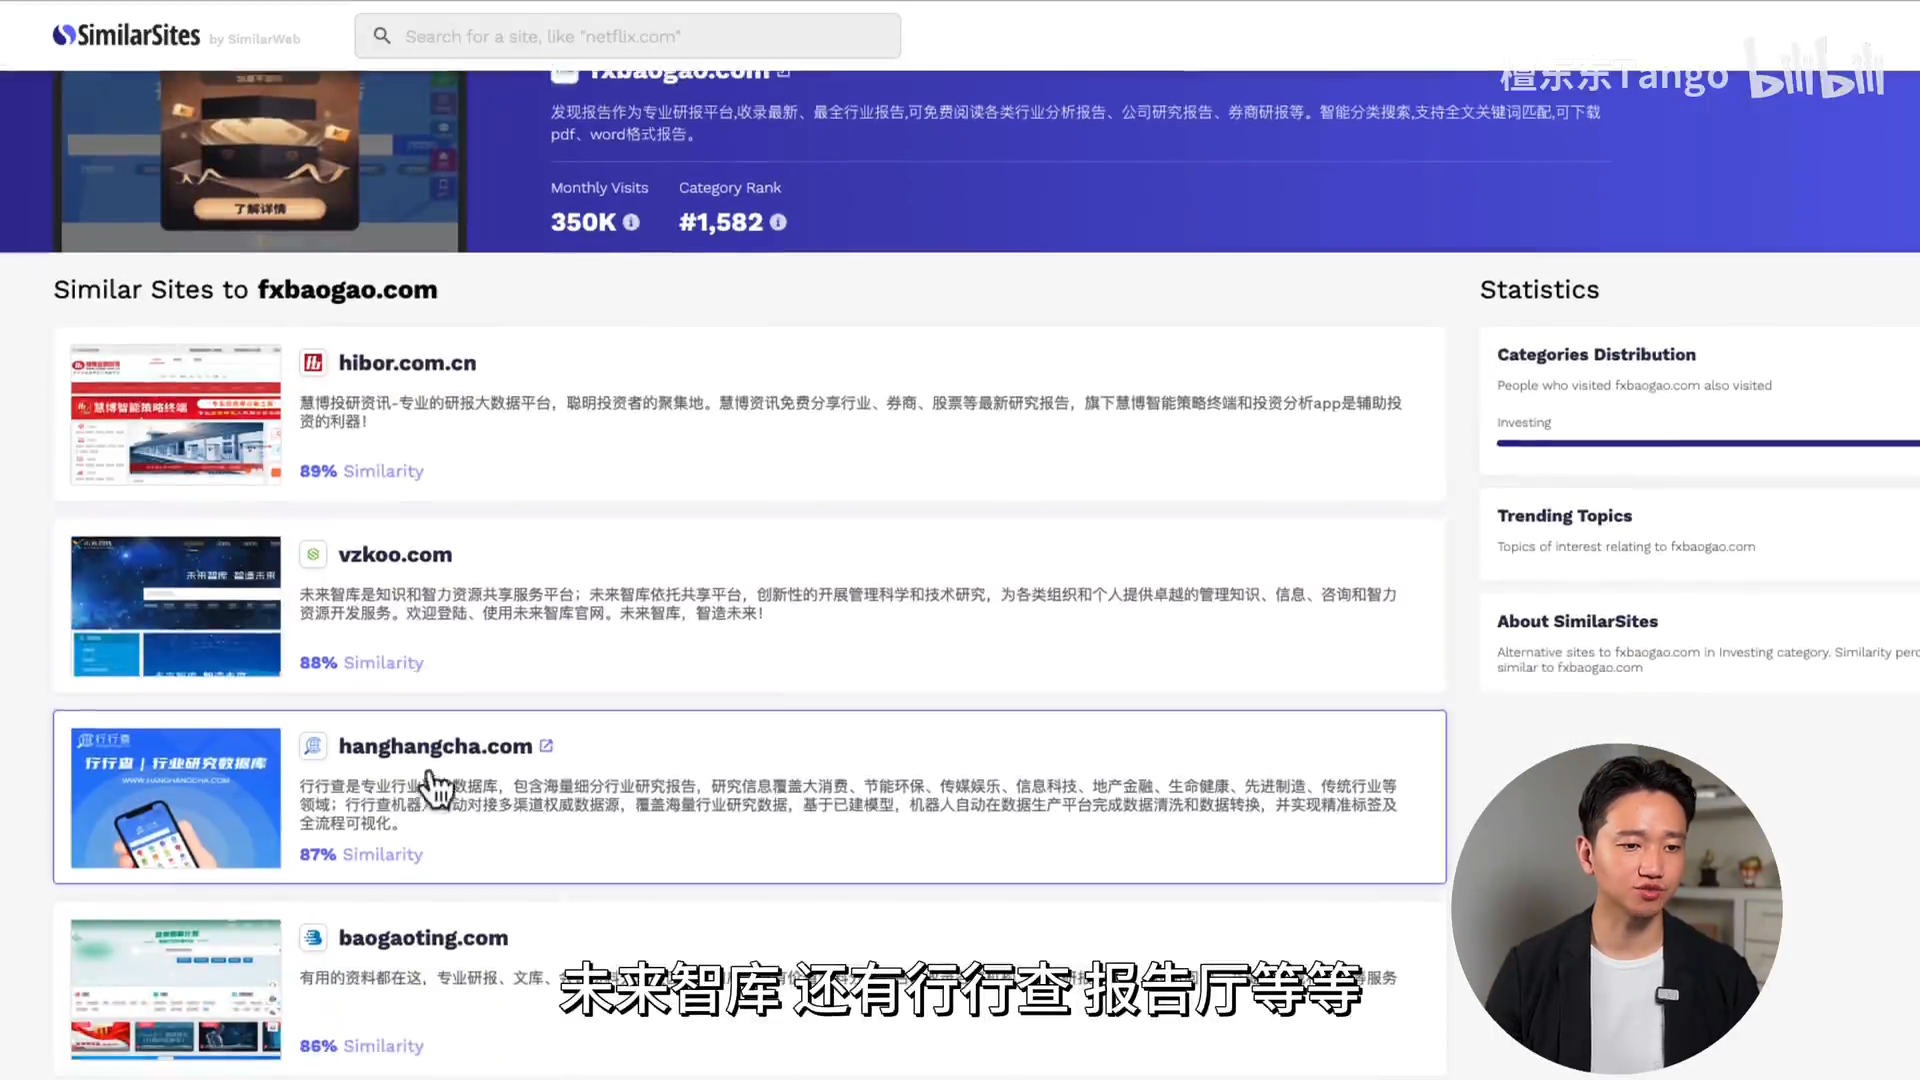 SimilarSites by SimilarWeb
Search for a site, like "netflix.com"
檀东东Tango bilibili
fxbaogao.com
发现报告作为专业研报平台,收录最新、最全行业报告,可免费阅读各类行业分析报告、公司研究报告、券商研报等。智能分类搜索,支持全文关键词匹配,可下载
pdf、word格式报告。
了解详情
Monthly Visits
Category Rank
350K
#1,582
Similar Sites to fxbaogao.com
hibor.com.cn
慧博智能策略终端
慧博投研资讯-专业的研报大数据平台，聪明投资者的聚集地。慧博资讯免费分享行业、券商、股票等最新研究报告，旗下慧博智能策略终端和投资分析app是辅助投
资的利器！
89% Similarity
vzkoo.com
未来智库 智造未来
未来智库是知识和智力资源共享服务平台；未来智库依托共享平台，创新性的开展管理科学和技术研究，为各类组织和个人提供卓越的管理知识、信息、咨询和智力
资源开发服务。欢迎登陆、使用未来智库官网。未来智库，智造未来！
88% Similarity
hanghangcha.com
行行查
行行查 | 行业研究数据库
WWW.HANGHANGCHA.COM
行行查是专业行业 数据库，包含海量细分行业研究报告，研究信息覆盖大消费、节能环保、传媒娱乐、信息科技、地产金融、生命健康、先进制造、传统行业等
领域；行行查机器 动对接多渠道权威数据源，覆盖海量行业研究数据，基于已建模型，机器人自动在数据生产平台完成数据清洗和数据转换，并实现精准标签及
全流程可视化。
87% Similarity
baogaoting.com
有用的资料都在这，专业研报、文库、
服务
86% Similarity
Statistics
Categories Distribution
People who visited fxbaogao.com also visited
Investing
Trending Topics
Topics of interest relating to fxbaogao.com
About SimilarSites
Alternative sites to fxbaogao.com in Investing category. Similarity perc
similar to fxbaogao.com
未来智库 还有行行查 报告厅等等